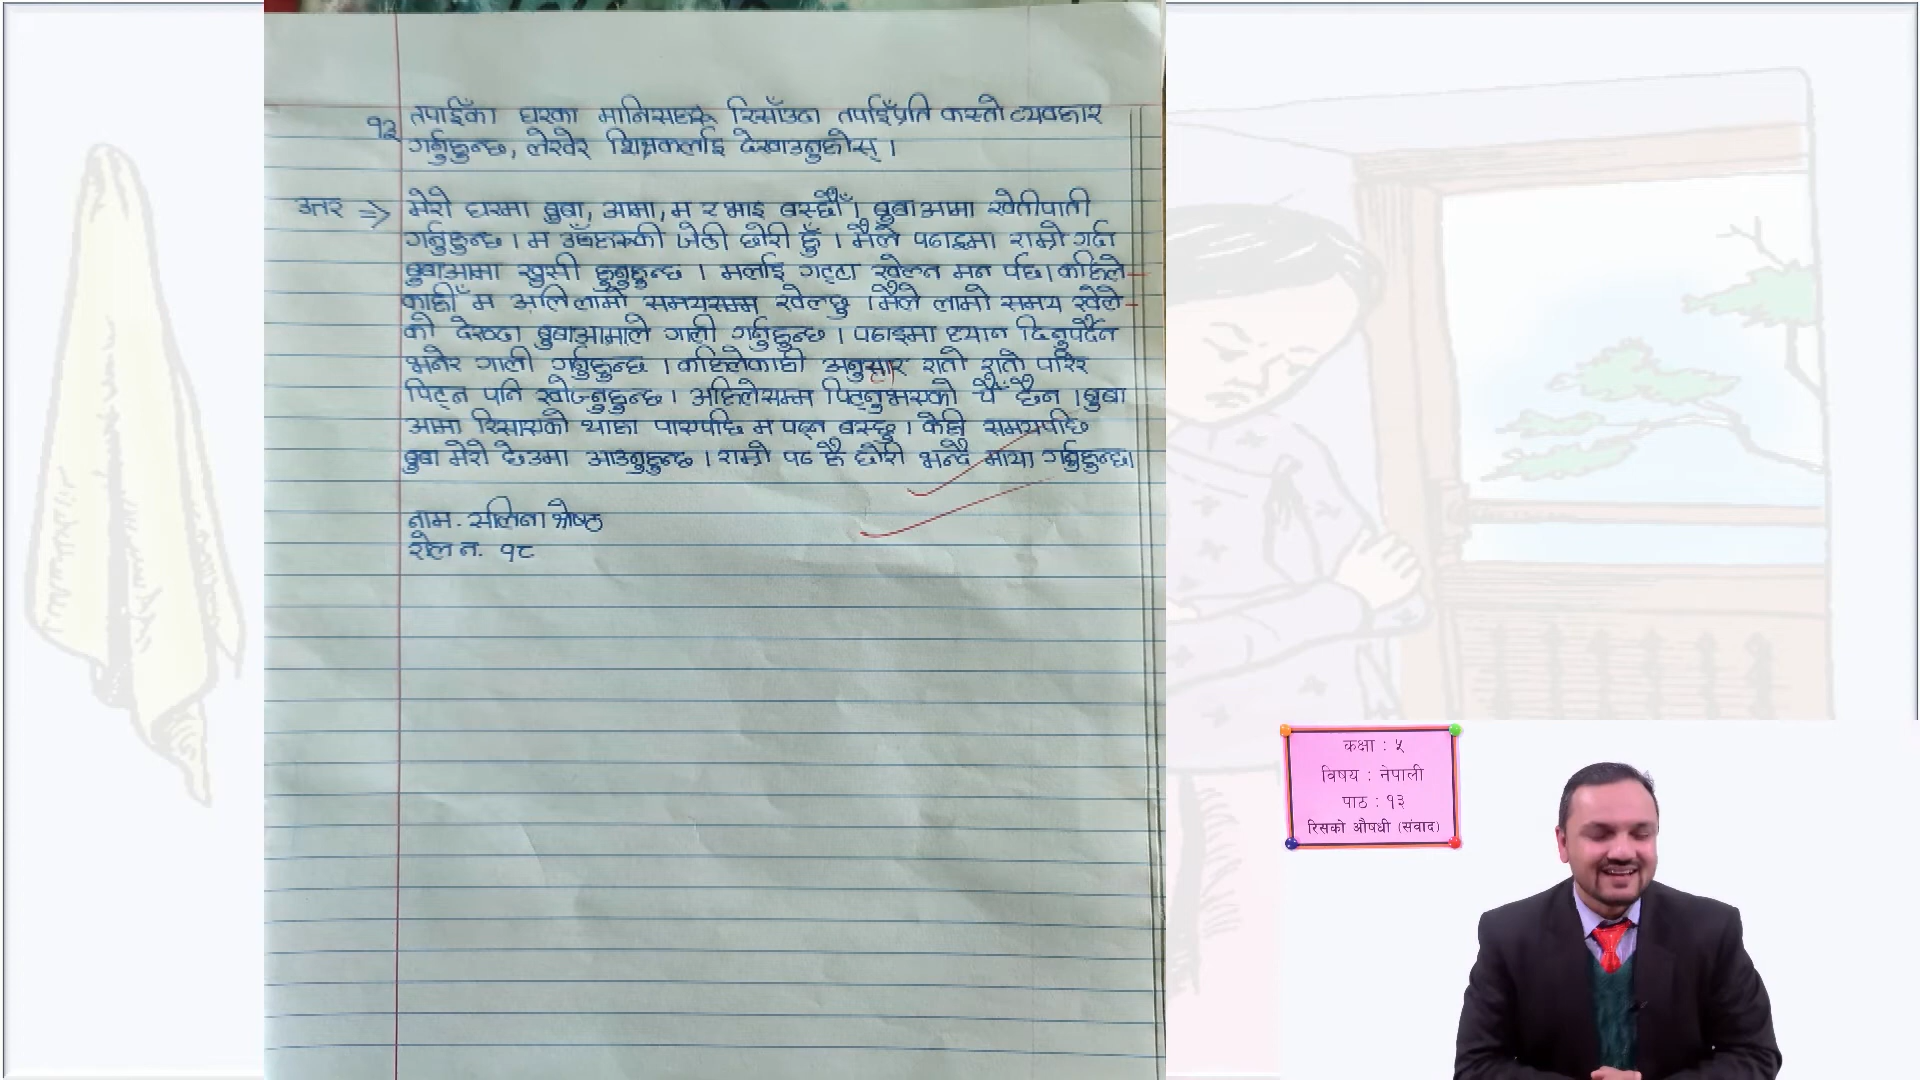 १३ तपाईँका घरका मानिसहरू रिसाँउदा तपाईँप्रति कस्तो व्यवहार
गर्नुहुन्छ, लेखेर शिक्षकलाई देखाउनुहोस् ।
उत्तर => मेरो घरमा बुबा, आमा, म र भाइ बस्छौँ । बुबाआमा खेतीपाती
गर्नुहुन्छ । म उहाँहरूकी जेठी छोरी हुँ । मैले पढाइमा राम्रो गर्दा
बुबाआमा खुसी हुनुहुन्छ । मलाई गट्टा खेल्न मन पर्छ । कहिले-
काहीँ म अलि लामो समयसम्म खेल्छु । मैले लामो समय खेले-
को देख्दा बुबाआमाले गाली गर्नुहुन्छ । पढाइमा ध्यान दिनुपर्दैन
भनेर गाली गर्नुहुन्छ । कहिलेकाही अनुसार रातो रातो पारेर
पिट्न पनि खोज्नुहुन्छ । अहिलेसम्म पिट्नुभएको चैँ छैन । बुबा
आमा रिसाएको थाहा पाएपछि म पढ्न बस्छु । केही समयपछि
बुबा मेरो छेउमा आउनुहुन्छ । राम्रो पढ है छोरी भन्दै माया गर्नुहुन्छ ।
नाम. सलिना श्रेष्ठ
रोल न. १८
कक्षा : ५
विषय : नेपाली
पाठ : १३
रिसको औषधी (संवाद)